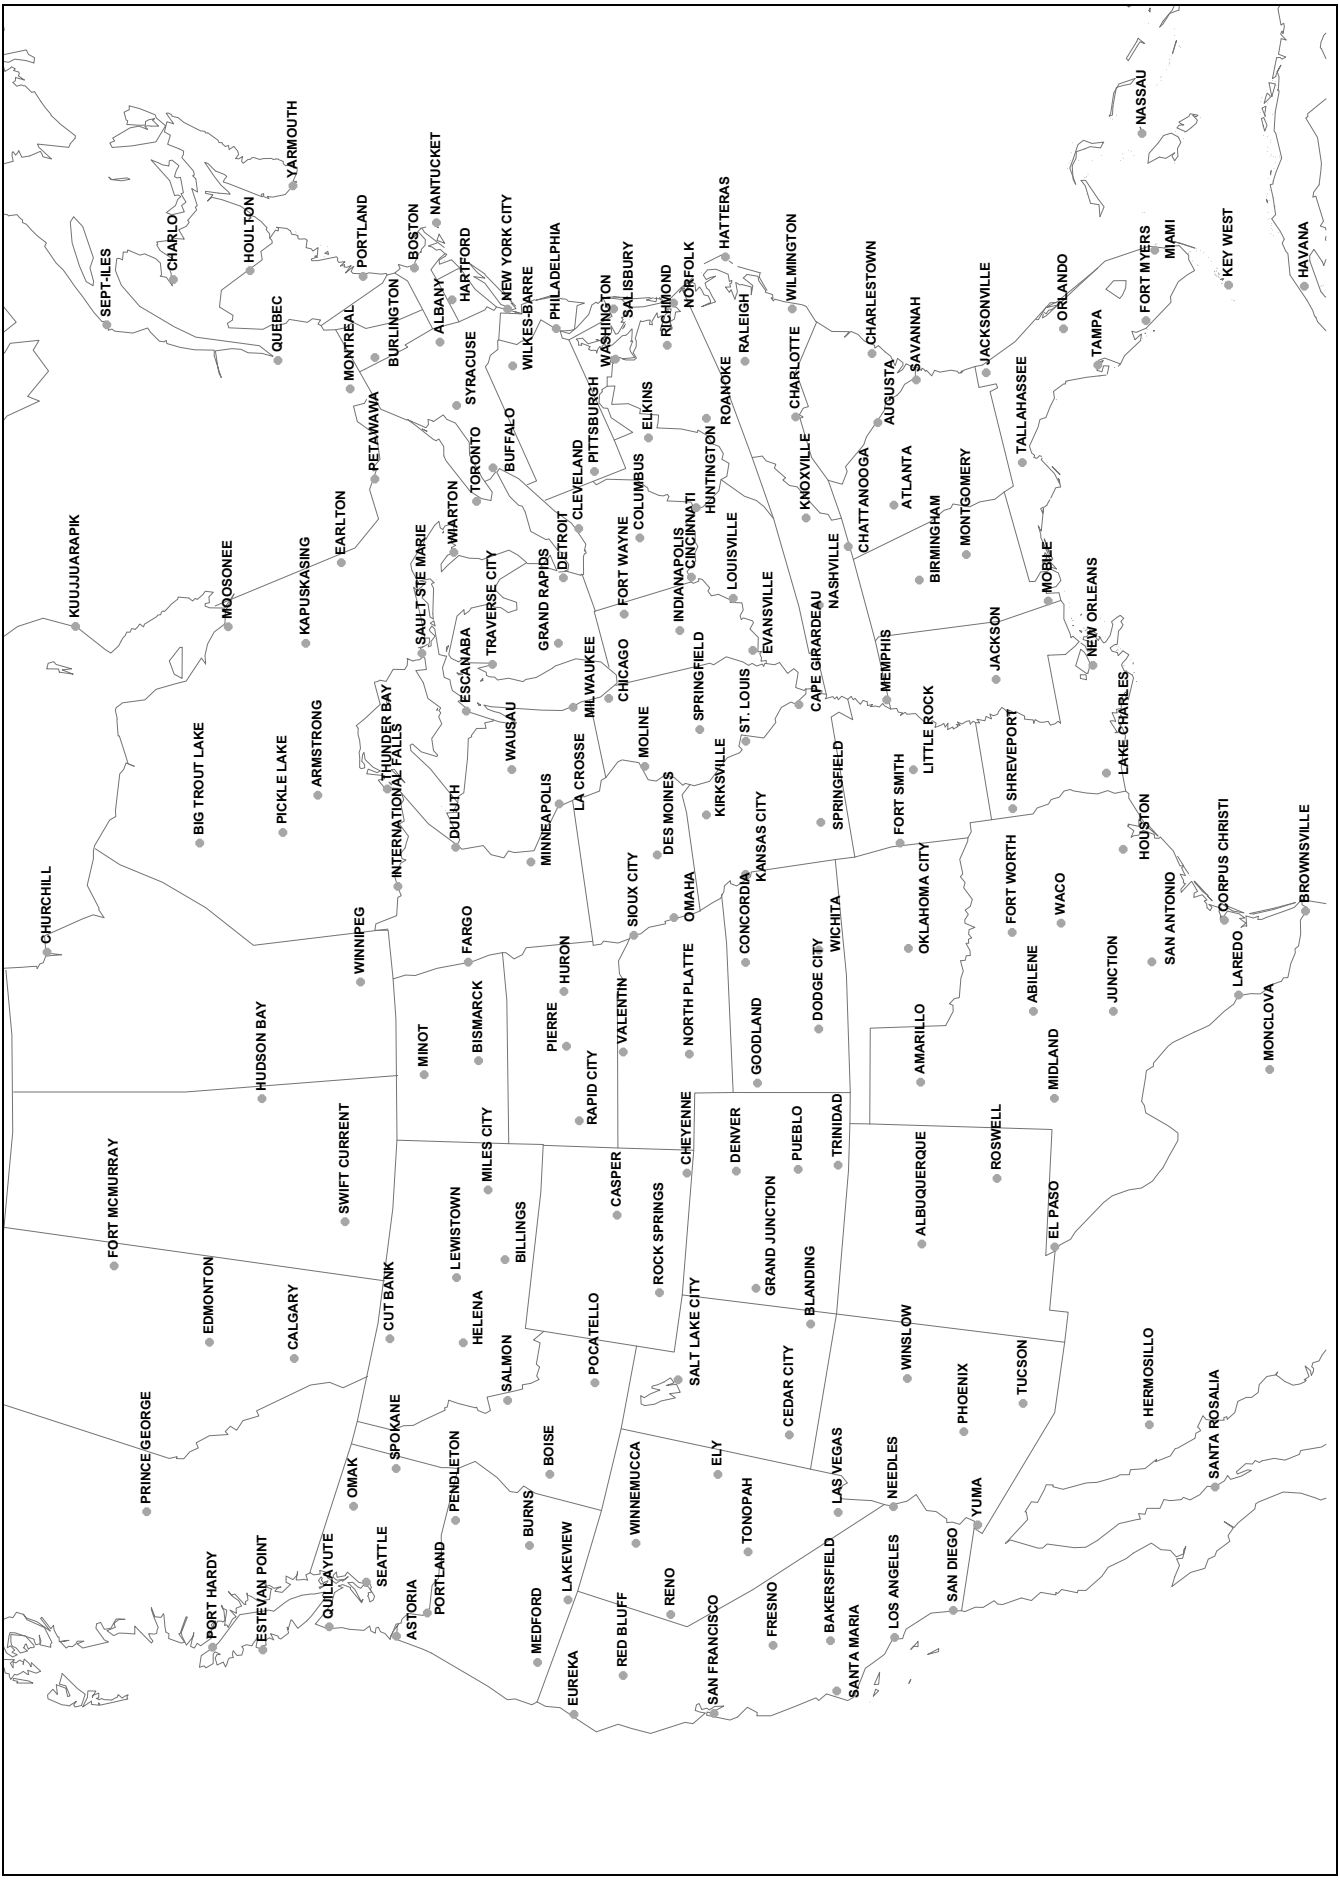 KUUJUARAPIK
CHURCHILL
SEPT-ILES
FORT MCMURRAY
PRINCE GEORGE
CHARLO
BIG TROUT LAKE
EDMONTON
PORT HARDY
MOOSONEE
HOULTON
HUDSON BAY
ESTEVAN POINT
QUEBEC
PICKLE LAKE
YARMOUTH
CALGARY
KAPUSKASING
ARMSTRONG
QUILLAYUTE
EARLTON
SWIFT CURRENT
MONTREAL
OMAK
WINNIPEG
PORTLAND
PETAWAWA
SEATTLE
BURLINGTON
THUNDER BAY
CUT BANK
INTERNATIONAL FALLS
SPOKANE
ASTORIA
BOSTON
SAULT STE MARIE
MINOT
NANTUCKET
PORTLAND
ALBANY
WIARTON
DULUTH
LEWISTOWN
PENDLETON
HARTFORD
SYRACUSE
ESCANABA
FARGO
HELENA
TORONTO
BISMARCK
MILES CITY
TRAVERSE CITY
BUFFALO
NEW YORK CITY
WAUSAU
BILLINGS
SALMON
WILKES-BARRE
BURNS
MINNEAPOLIS
MEDFORD
GRAND RAPIDS
BOISE
PHILADELPHIA
DETROIT
HURON
PIERRE
LAKEVIEW
EUREKA
CLEVELAND
LA CROSSE
MILWAUKEE
RAPID CITY
PITTSBURGH
POCATELLO
WASHINGTON
SALISBURY
CHICAGO
FORT WAYNE
CASPER
VALENTIN
RED BLUFF
SIOUX CITY
WINNEMUCCA
COLUMBUS
ELKINS
MOLINE
DES MOINES
ROCK SPRINGS
RICHMOND
RENO
OMAHA
NORFOLK
INDIANAPOLIS
CINCINNATI
NORTH PLATTE
CHEYENNE
SALT LAKE CITY
HUNTINGTON
SPRINGFIELD
KIRKSVILLE
SAN FRANCISCO
ELY
HATTERAS
ROANOKE
LOUISVILLE
DENVER
RALEIGH
ST. LOUIS
CONCORDIA
KANSAS CITY
TONOPAH
GOODLAND
EVANSVILLE
GRAND JUNCTION
FRESNO
WILMINGTON
CHARLOTTE
CEDAR CITY
PUEBLO
KNOXVILLE
BLANDING
CAPE GIRARDEAU
DODGE CITY
WICHITA
NASHVILLE
SPRINGFIELD
TRINIDAD
LAS VEGAS
BAKERSFIELD
SANTA MARIA
CHATTANOOGA
CHARLESTOWN
AUGUSTA
MEMPHIS
FORT SMITH
NEEDLES
LOS ANGELES
ATLANTA
SAVANNAH
WINSLOW
OKLAHOMA CITY
LITTLE ROCK
AMARILLO
ALBUQUERQUE
BIRMINGHAM
SAN DIEGO
PHOENIX
MONTGOMERY
YUMA
JACKSONVILLE
JACKSON
ROSWELL
SHREVEPORT
FORT WORTH
TALLAHASSEE
TUCSON
ABILENE
MOBILE
MIDLAND
EL PASO
WACO
ORLANDO
NEW ORLEANS
TAMPA
JUNCTION
LAKE CHARLES
HOUSTON
NASSAU
FORT MYERS
HERMOSILLO
SAN ANTONIO
MIAMI
SANTA ROSALIA
CORPUS CHRISTI
KEY WEST
LAREDO
MONCLOVA
HAVANA
BROWNSVILLE